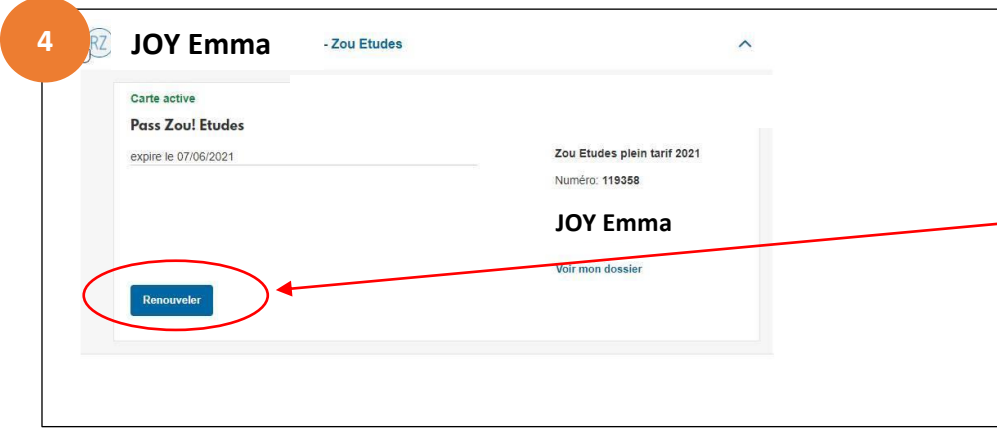 4
RZ JOY Emma - Zou Etudes
Carte active
Pass Zou! Etudes
expire le 07/06/2021
Zou Etudes plein tarif 2021
Numéro: 119358
JOY Emma
Voir mon dossier
Renouveler